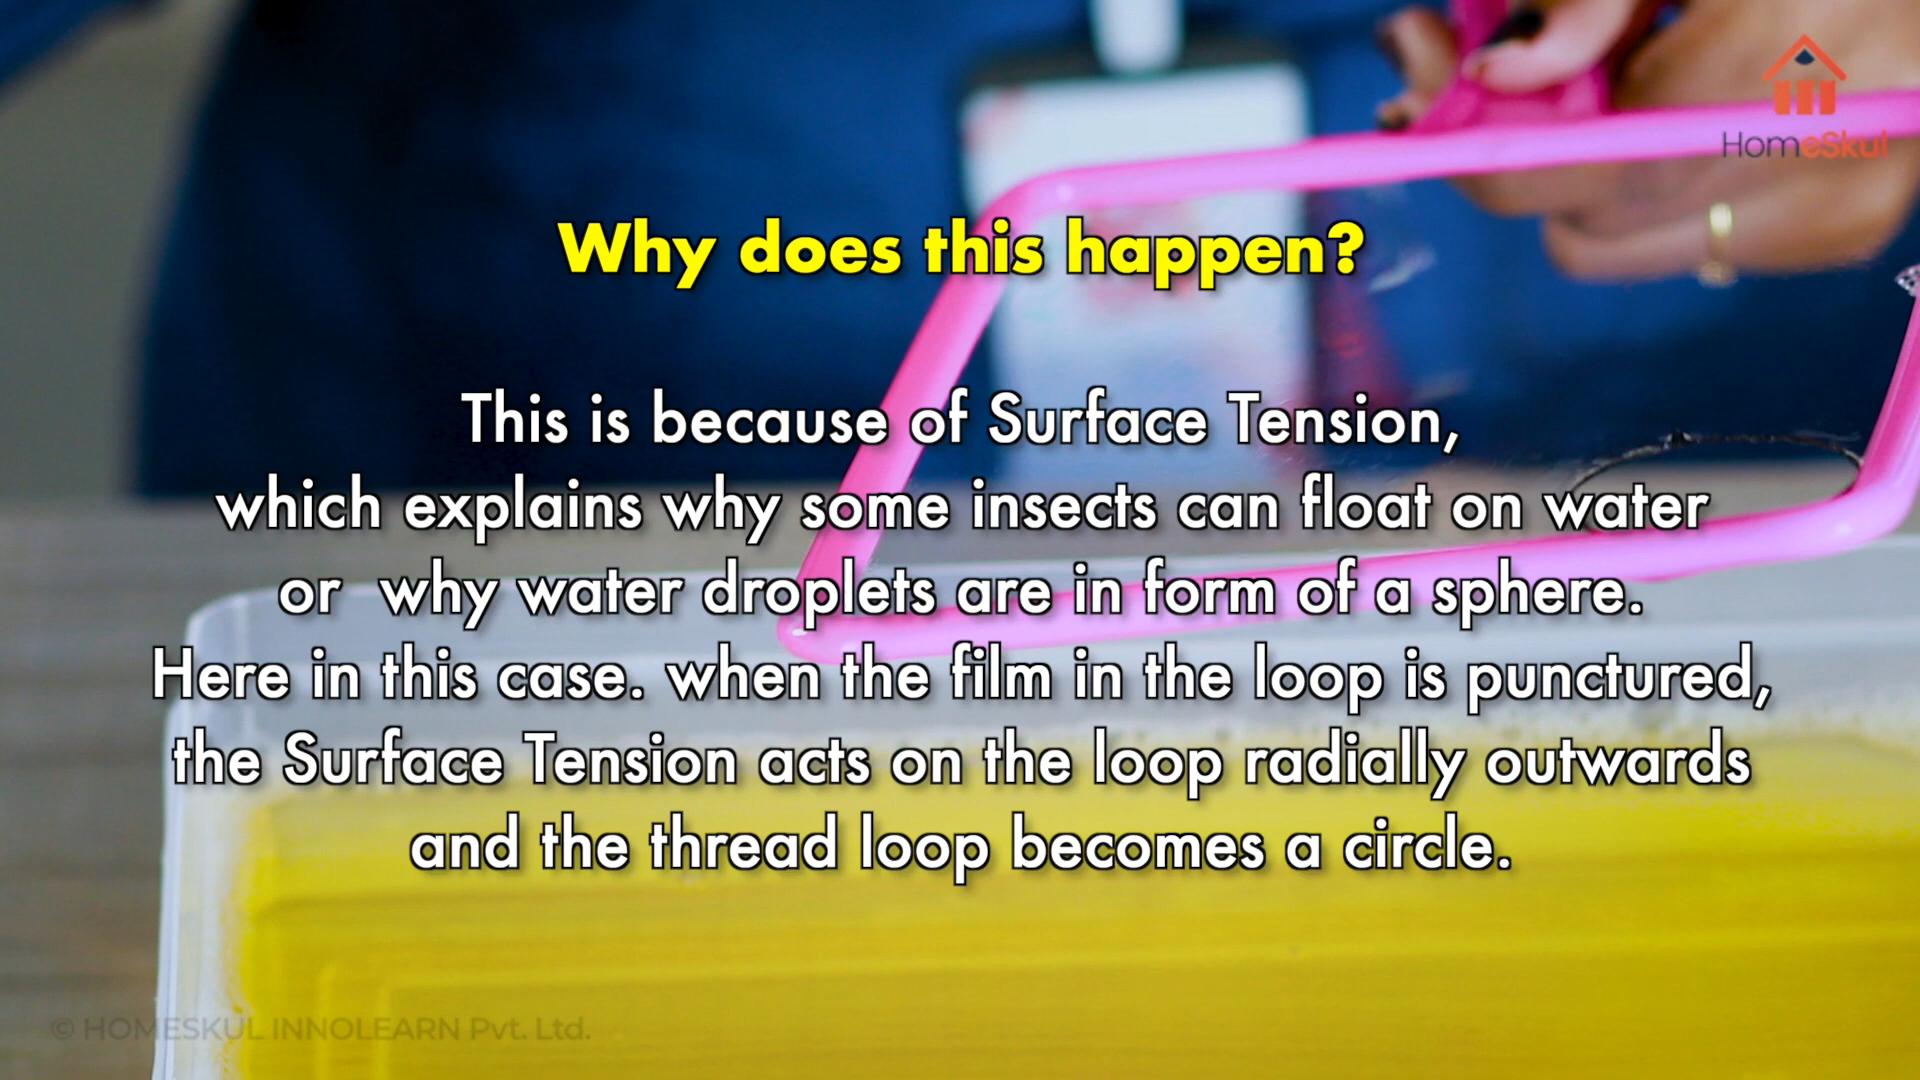 HomeSkul
Why does this happen?
This is because of Surface Tension,
which explains why some insects can float on water
or why water droplets are in form of a sphere.
Here in this case. when the film in the loop is punctured,
the Surface Tension acts on the loop radially outwards
and the thread loop becomes a circle.
© HOMESKUL INNOLEARN Pvt. Ltd.